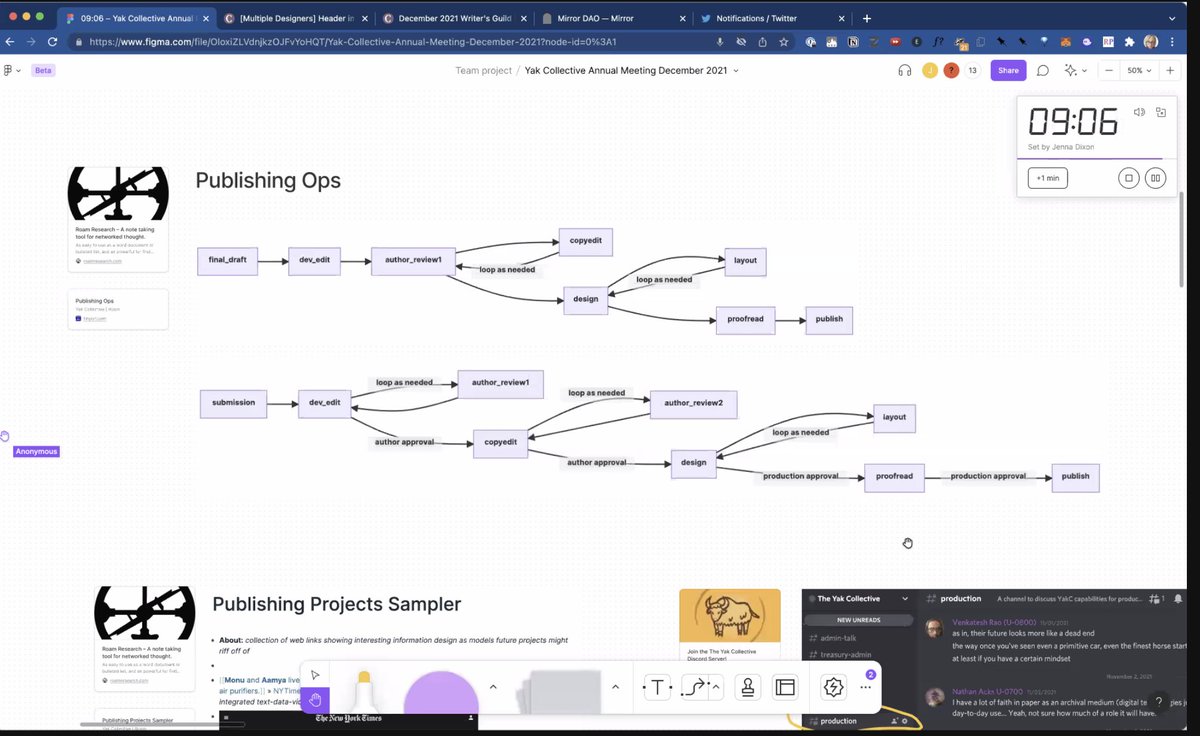 09:06 – Yak Collective Annual
[Multiple Designers] Header in
December 2021 Writer's Guild
Mirror DAO — Mirror
Notifications / Twitter
https://www.figma.com/file/OloxiZLVdnjkzOJFvYoHQT/Yak-Collective-Annual-Meeting-December-2021?node-id=0%3A1
Beta
Team project / Yak Collective Annual Meeting December 2021
J
?
13
Share
50%
09:06
Set by Jenna Dixon
+1 min
Publishing Ops
Roam Research – A note taking
tool for networked thought.
As easy to use as a word document or
bulleted list, and as powerful for
roamresearch.com
Publishing Ops
final_draft
dev_edit
author_review1
copyedit
loop as needed
design
layout
loop as needed
proofread
publish
submission
dev_edit
loop as needed
author_review1
author approval
copyedit
loop as needed
author_review2
author approval
design
loop as needed
layout
production approval
proofread
production approval
publish
Anonymous
Roam Research – A note taking
tool for networked thought.
As easy to use as a word document or
bulleted list, and as powerful for
roamresearch.com
Publishing Projects Sampler
Publishing Projects Sampler
About: collection of web links showing interesting information design as models future projects might
riff off of
[[Monu and Aamya live
air purifiers.]] » NYTime
integrated text-data-vid
The New York Times
Join the The Yak Collective
Discord Server!
T
2
The Yak Collective
NEW UNREADS
# admin-talk
# treasury-admin
# production
# production
A channel to discuss YakC capabilities for produc...
1
Venkatesh Rao (U-0800) 11/01/2021
as in, their future looks more like a dead end
the way once you've seen even a primitive car, even the finest horse start
at least if you have a certain mindset
November 2, 2021
Nathan Acks U-0700 11/02/2021
I have a lot of faith in paper as an archival medium (digital te
day-to-day use... Yeah, not sure how much of a role it will have.
?